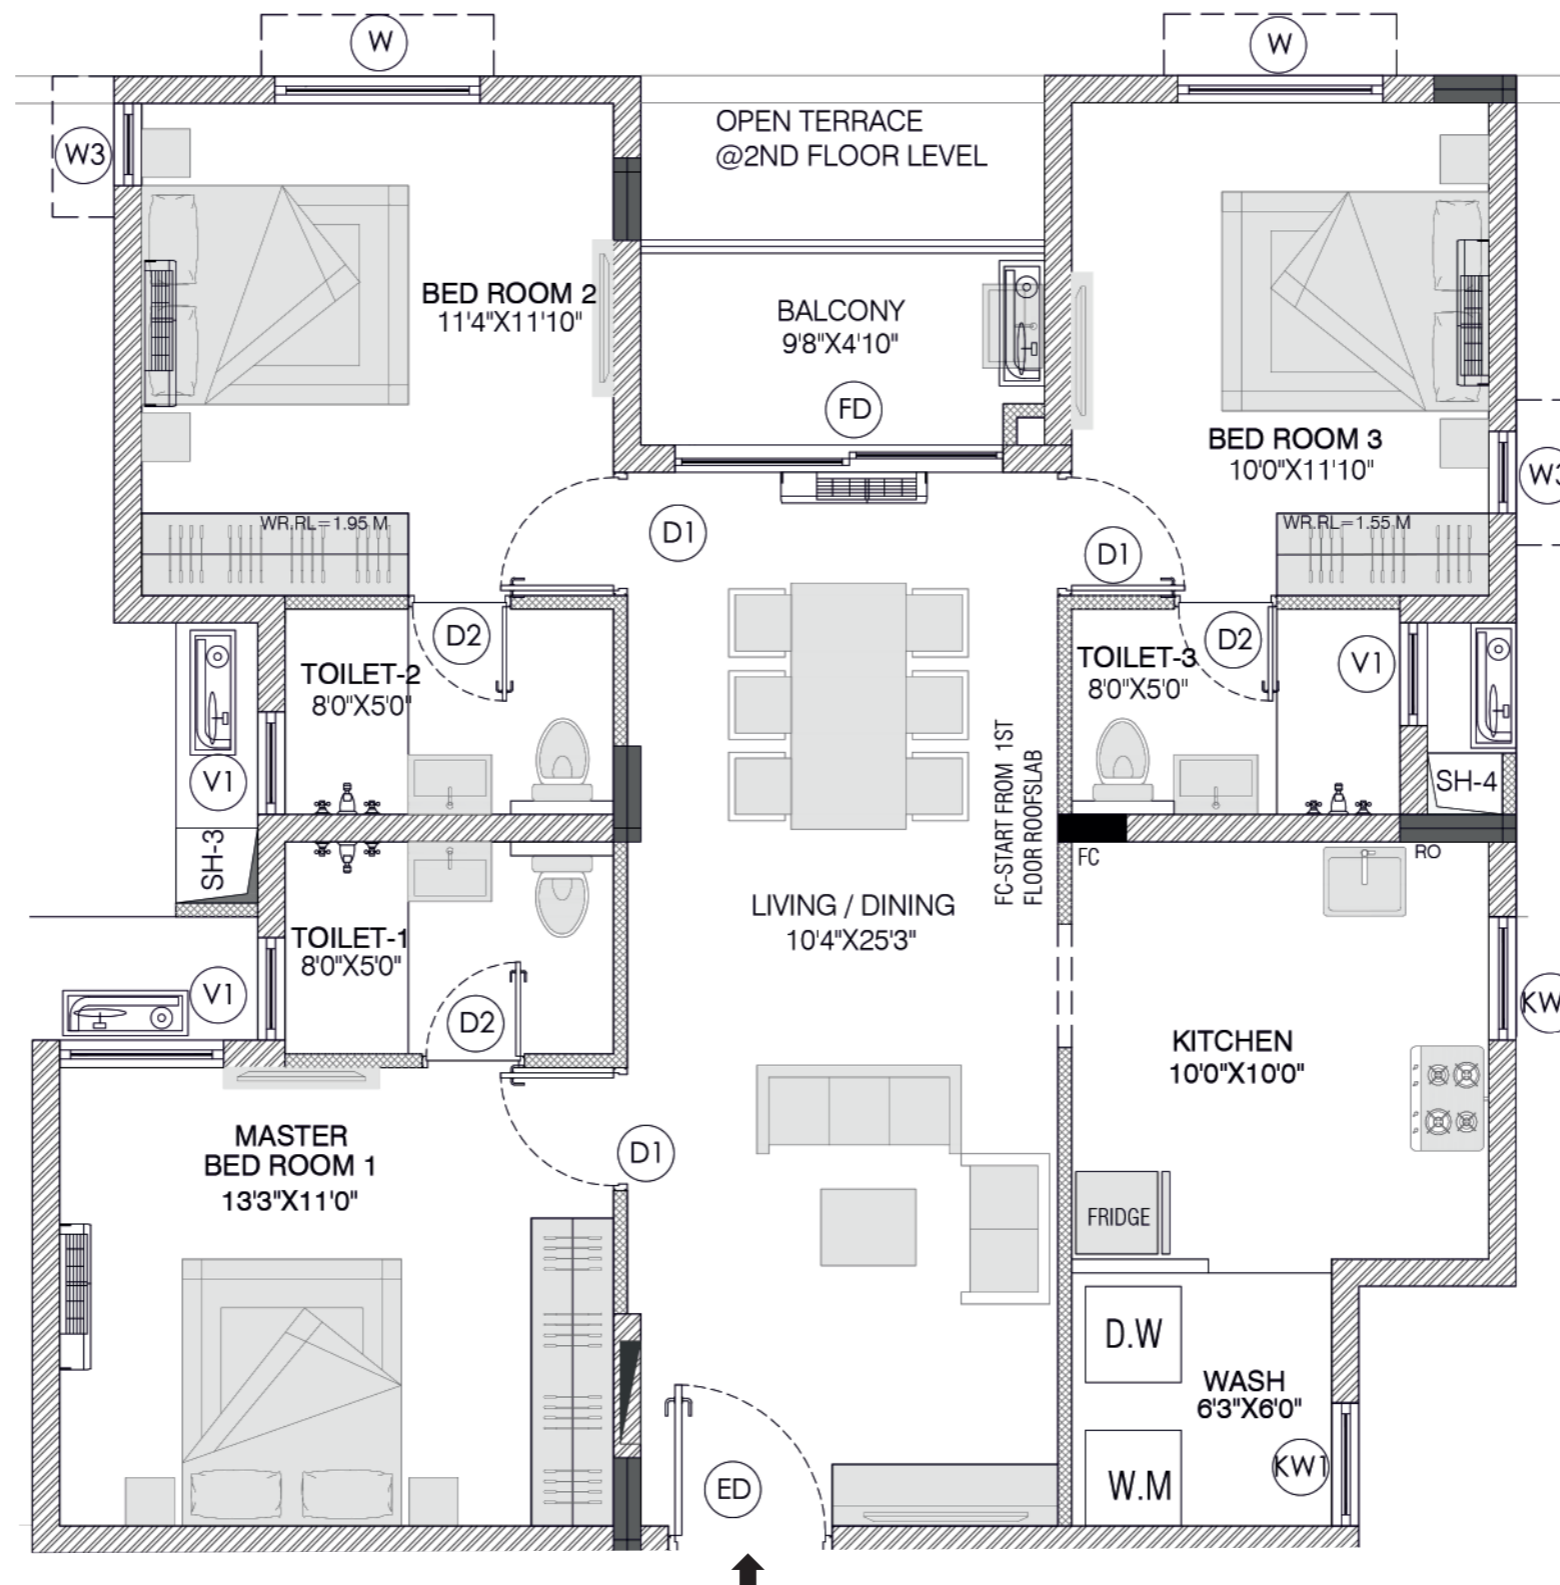 W
W
OPEN TERRACE
@2ND FLOOR LEVEL
W3
BED ROOM 2
11'4"X11'10"
BALCONY
9'8"X4'10"
FD
BED ROOM 3
10'0"X11'10"
W3
WR.RL=1.95 M
D1
D1
WR.RL=1.55 M
TOILET-2
8'0"X5'0"
D2
TOILET-3
8'0"X5'0"
D2
V1
V1
SH-4
FC-START FROM 1ST
FLOOR ROOFSLAB
SH-3
FC
RO
LIVING / DINING
10'4"X25'3"
TOILET-1
8'0"X5'0"
V1
D2
KW
KITCHEN
10'0"X10'0"
MASTER
BED ROOM 1
13'3"X11'0"
D1
FRIDGE
D.W
WASH
6'3"X6'0"
KW1
W.M
ED